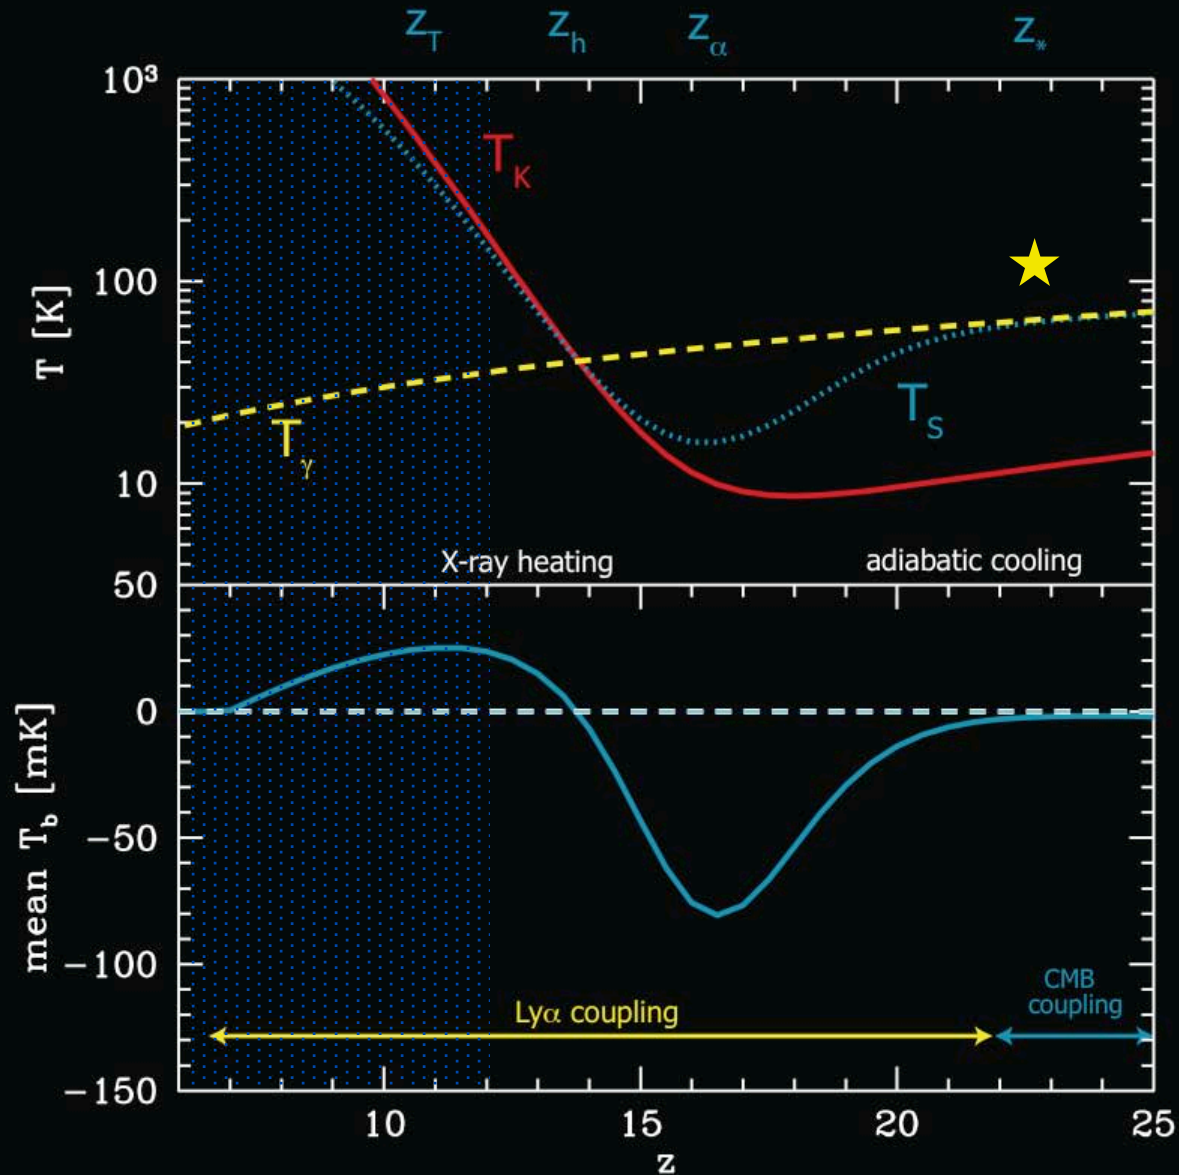 z_T z_h z_α z_*
10³
T_K
100
T [K]
T_γ
T_S
10
X-ray heating
adiabatic cooling
50
0
mean T_b [mK]
−50
−100
CMB
coupling
Lyα coupling
−150
10 15 20 25
z